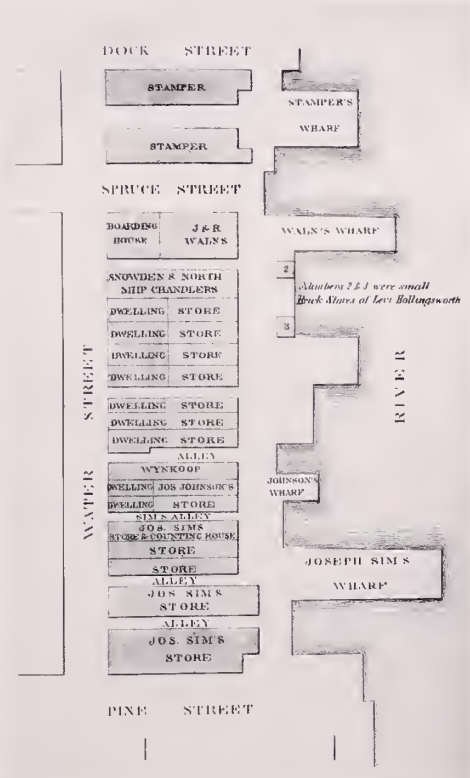 DOCK STREET
STAMPER
STAMPER'S
WHARF
STAMPER
SPRUCE STREET
BOARDING
HOUSE
J & R
WALNS
WALN'S WHARF
SNOWDEN & NORTH
SHIP CHANDLERS
2
Numbers 2 & 3 were small
Brick Stores of Levi Hollingsworth
3
DWELLING STORE
DWELLING STORE
DWELLING STORE
DWELLING STORE
WATER STREET
RIVER
DWELLING STORE
DWELLING STORE
DWELLING STORE
ALLEY
WYNKOOP
DWELLING JOS JOHNSON'S
DWELLING STORE
JOHNSON'S
WHARF
SIMS ALLEY
JOS. SIMS
STORE & COUNTING HOUSE
STORE
STORE
JOSEPH SIM'S
WHARF
ALLEY
JOS SIM'S
STORE
ALLEY
JOS. SIM'S
STORE
PINE STREET